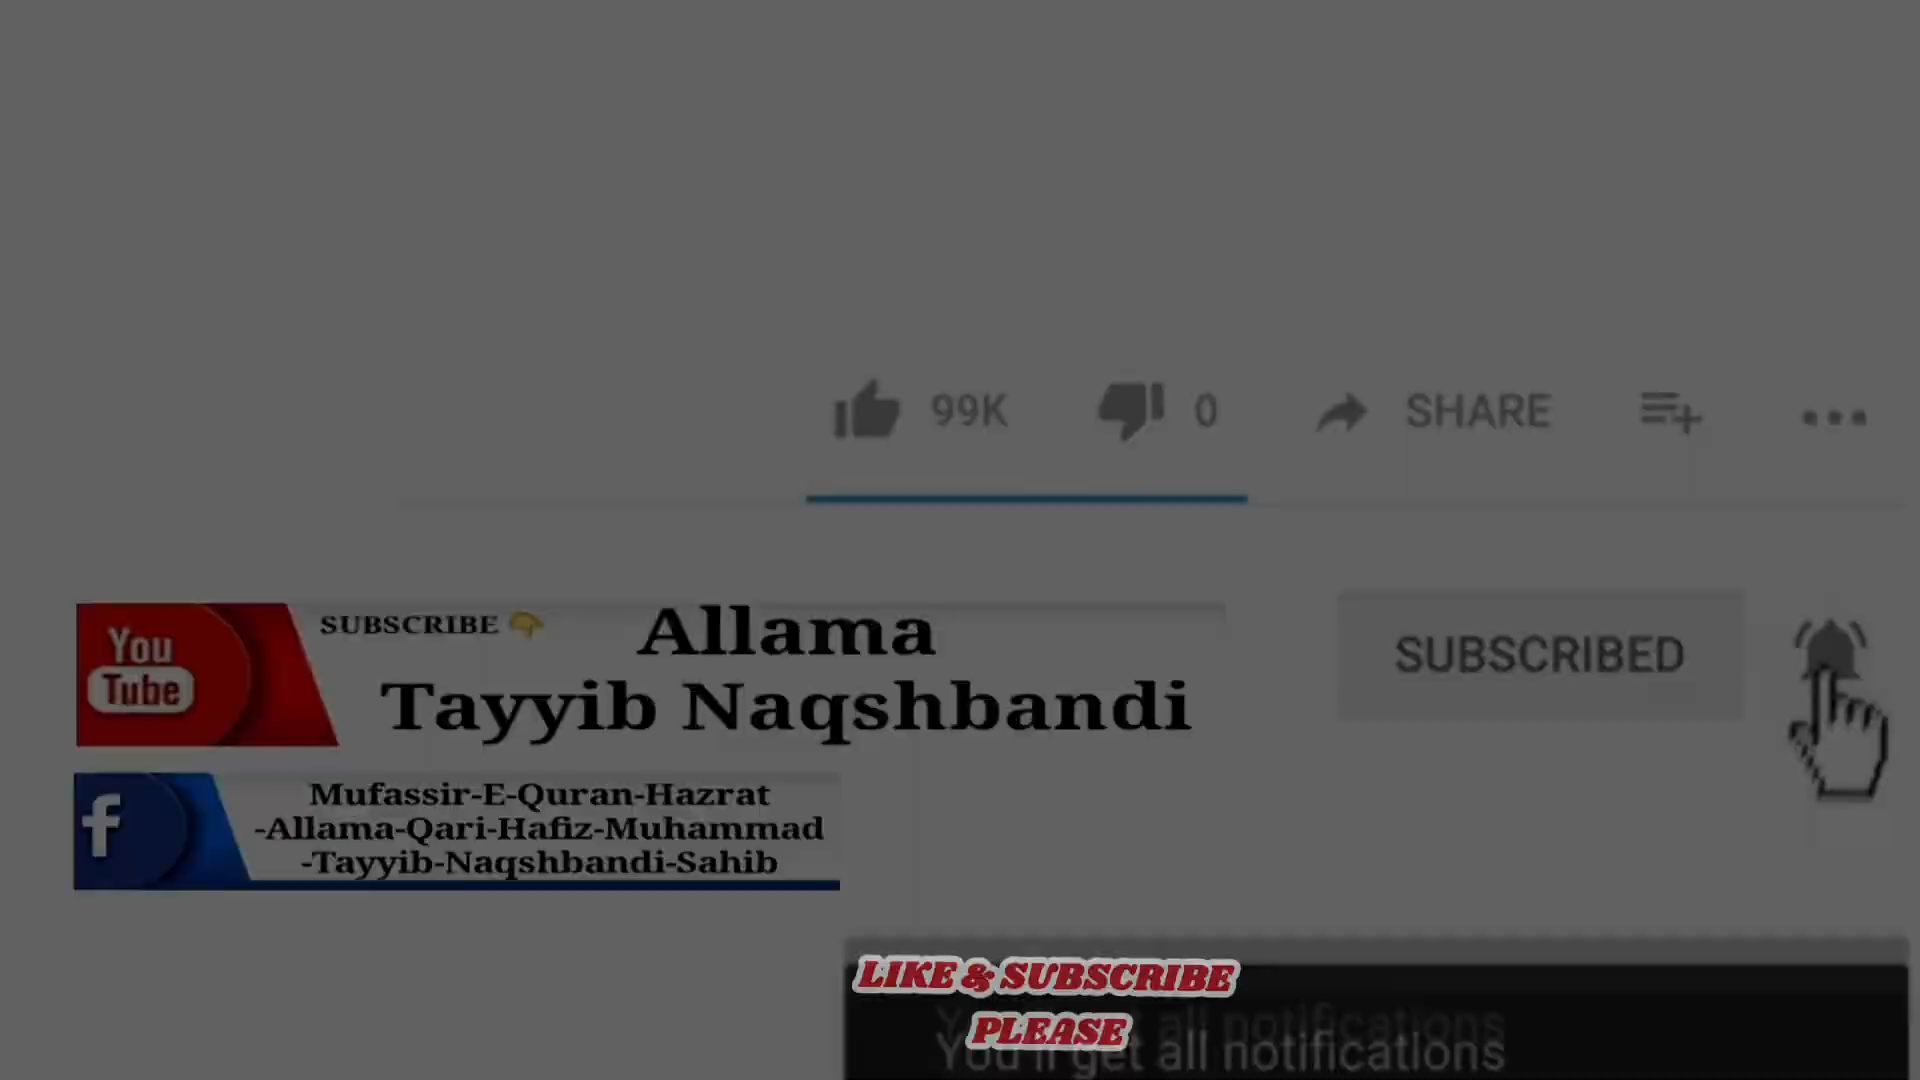 99K 0 SHARE
You
Tube
SUBSCRIBE
Allama
Tayyib Naqshbandi
SUBSCRIBED
f
Mufassir-E-Quran-Hazrat
-Allama-Qari-Hafiz-Muhammad
-Tayyib-Naqshbandi-Sahib
LIKE & SUBSCRIBE
PLEASE
all notifications
You'll get all notifications